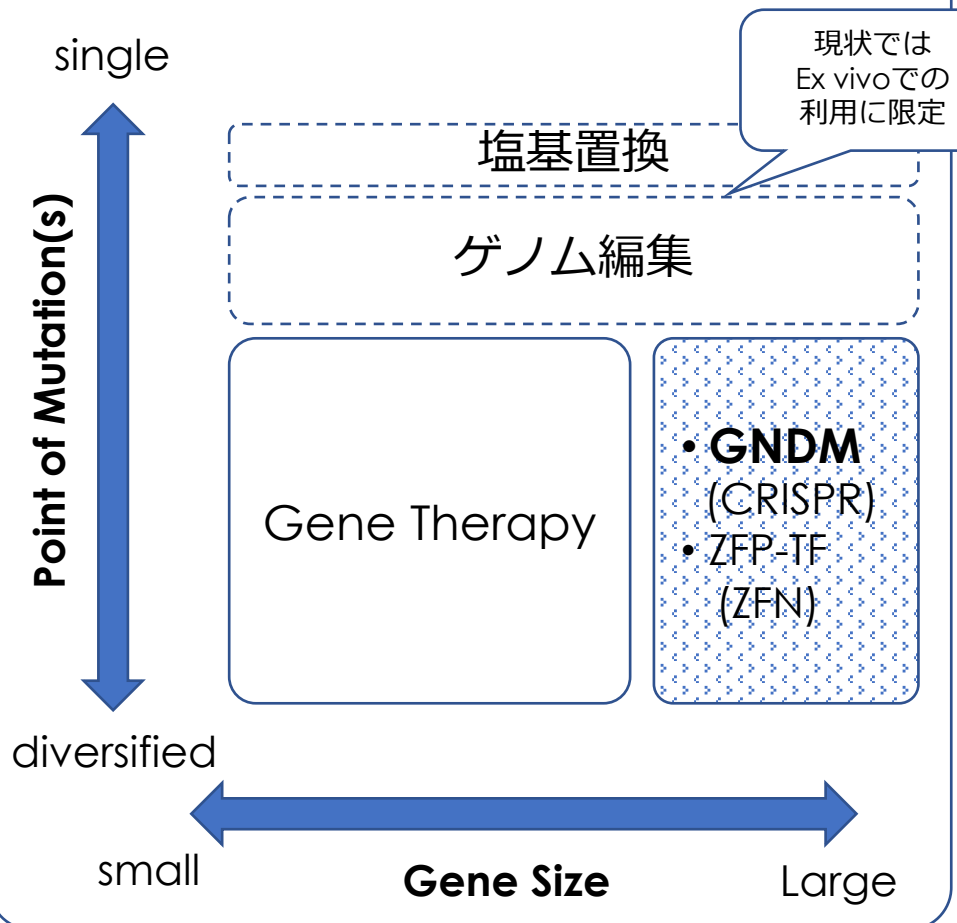 single
現状では
Ex vivoでの
利用に限定
塩基置換
ゲノム編集
Point of Mutation(s)
Gene Therapy
• GNDM
(CRISPR)
• ZFP-TF
(ZFN)
diversified
small
Gene Size
Large